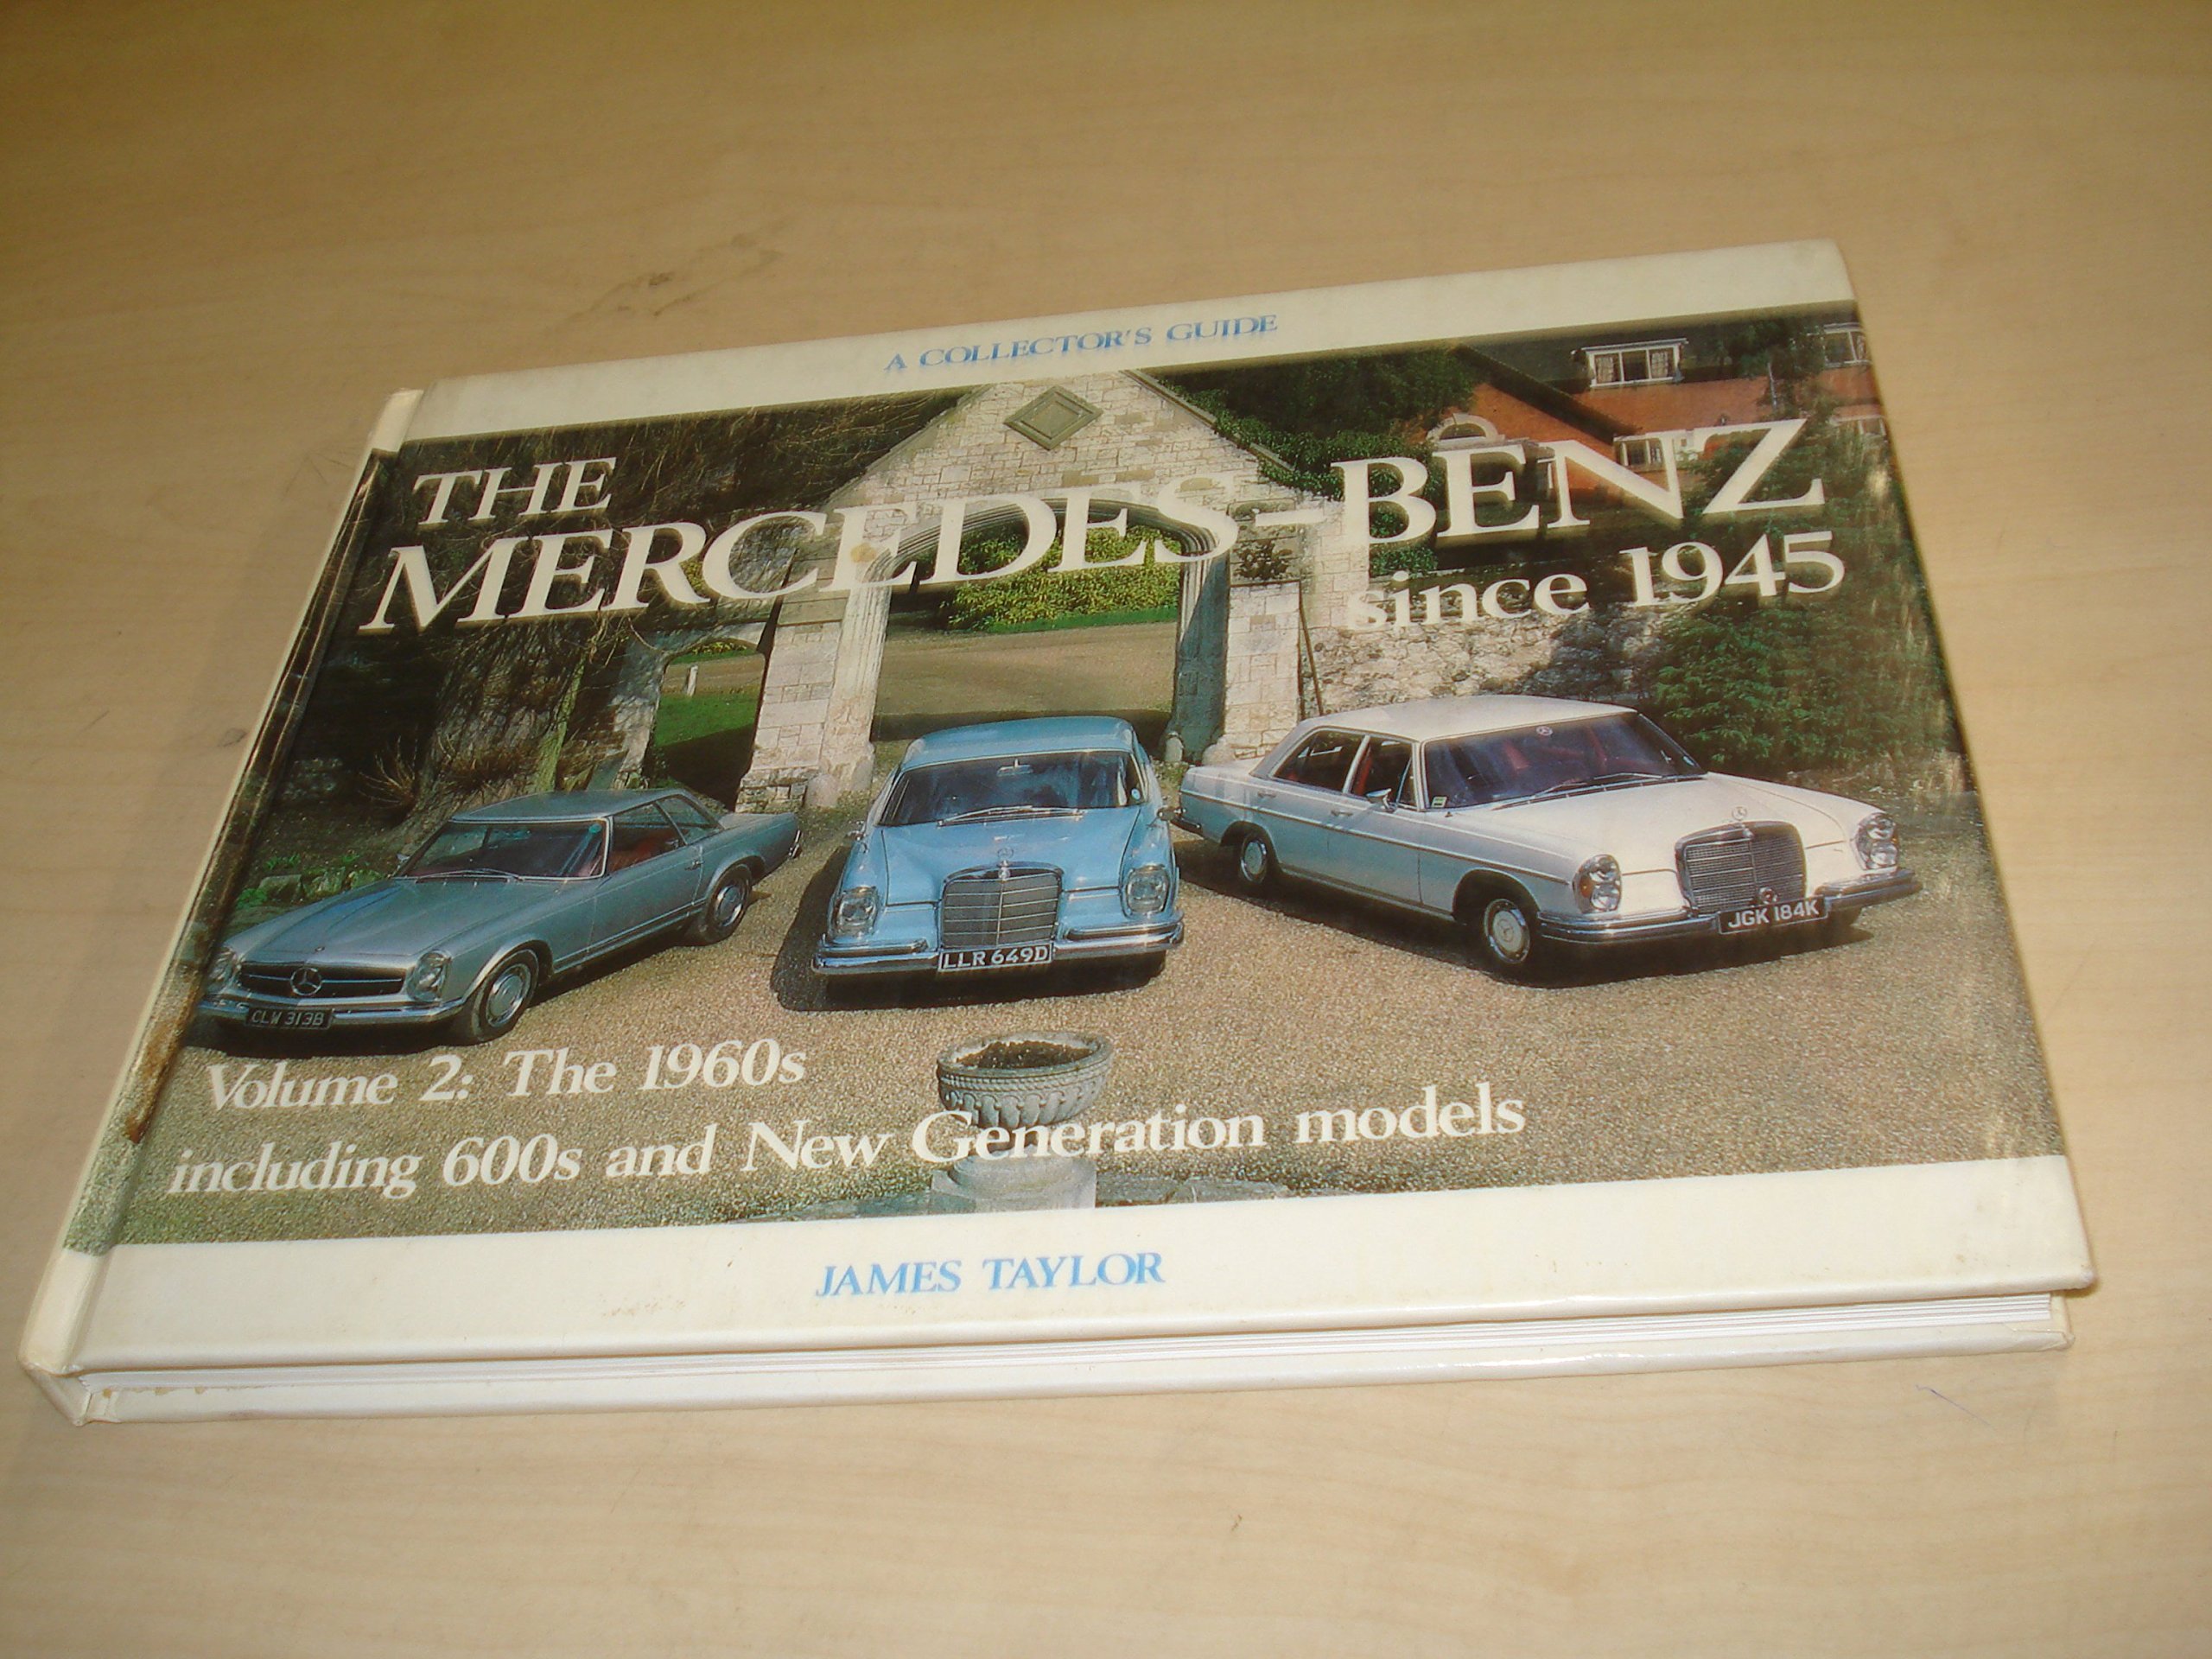 A COLLECTOR'S GUIDE
THE
MERCEDES-BENZ
since 1945
LLR 649D
JGK 184K
CLW 313B
Volume 2: The 1960s
including 600s and New Generation models
JAMES TAYLOR